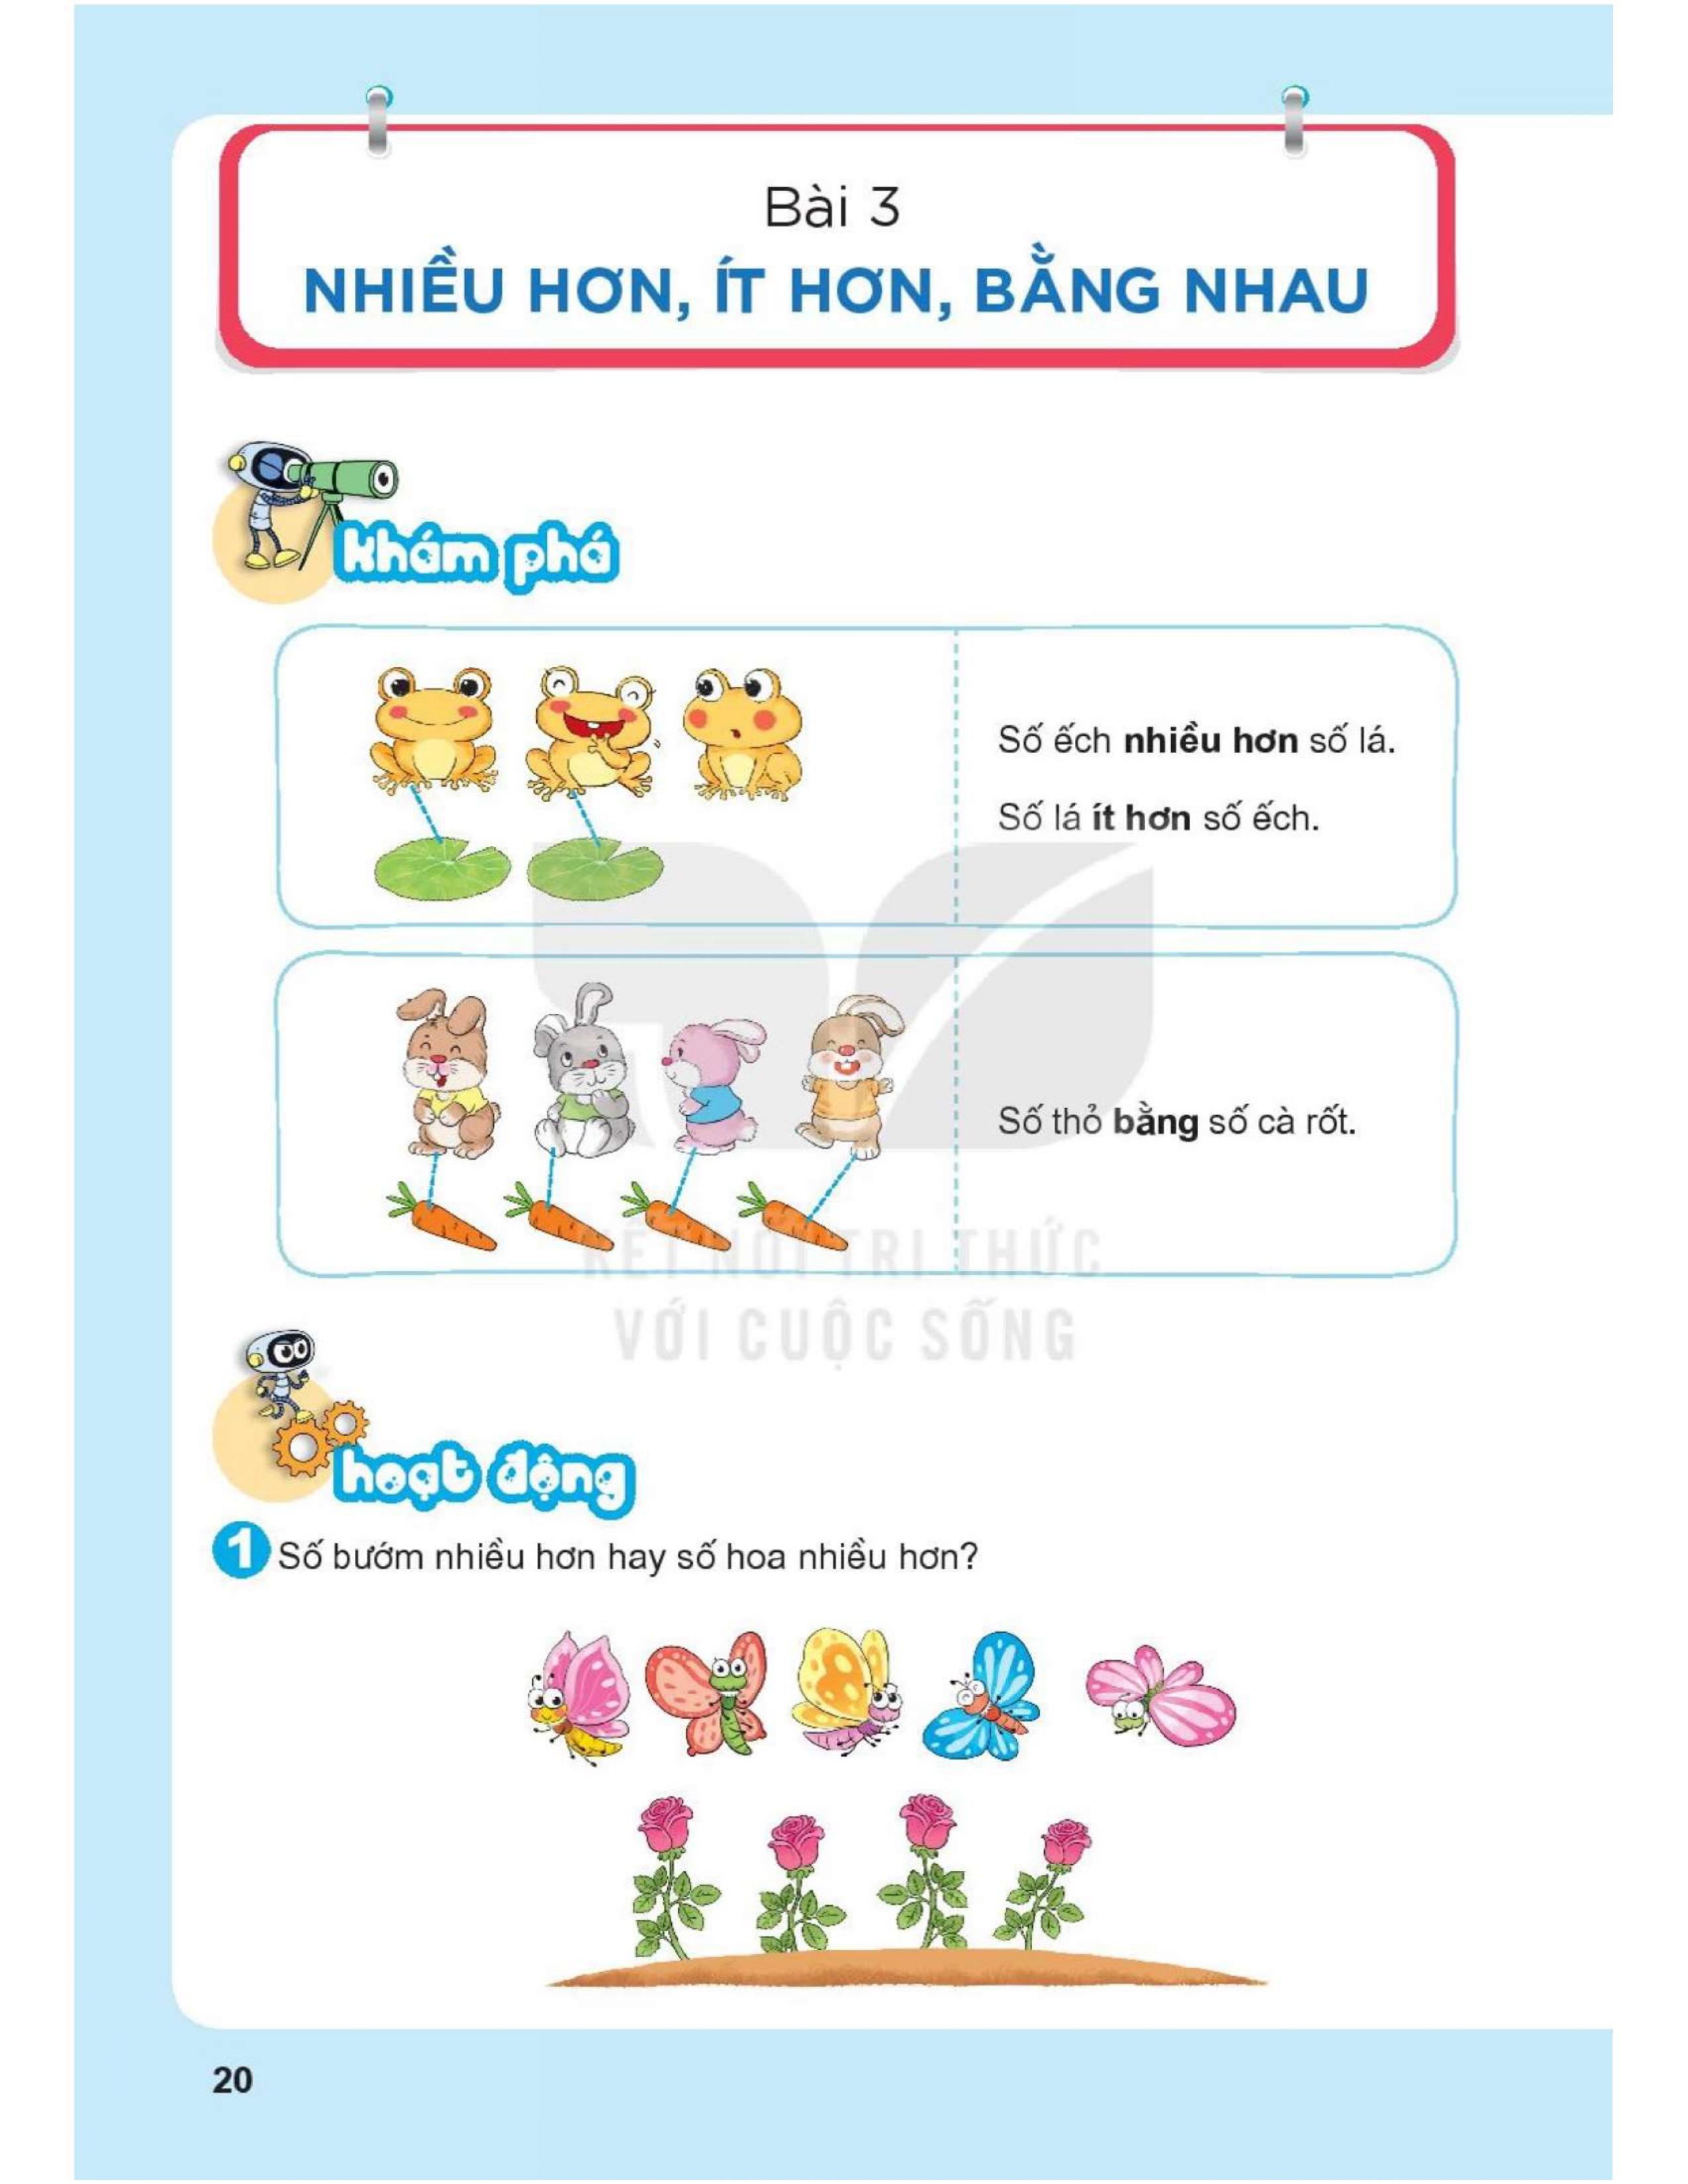 Bài 3
NHIỀU HƠN, ÍT HƠN, BẰNG NHAU
khám phá
Số ếch nhiều hơn số lá.
Số lá ít hơn số ếch.
Số thỏ bằng số cà rốt.
KẾT NỐI TRI THỨC
VỚI CUỘC SỐNG
hoạt động
1 Số bướm nhiều hơn hay số hoa nhiều hơn?
20